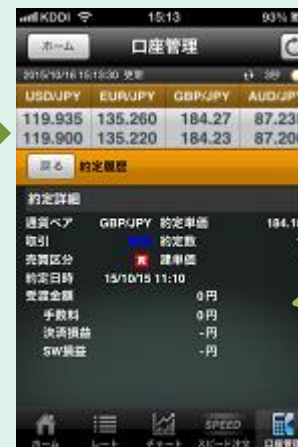 KDDI 15:13 93%
ホーム 口座管理
2015/10/16 15:13:30 更新
USD/JPY EUR/JPY GBP/JPY AUD/JPY
119.935 135.260 184.27 87.23
119.900 135.220 184.23 87.20
戻る 約定履歴
約定詳細
通貨ペア GBP/JPY 約定単価 184.1
取引 約定数
売買区分 買 建単価
約定日時 15/10/15 11:10
受渡金額 0円
手数料 0円
決済損益 -円
SW損益 -円
ホーム レート チャート スピード注文 口座管理